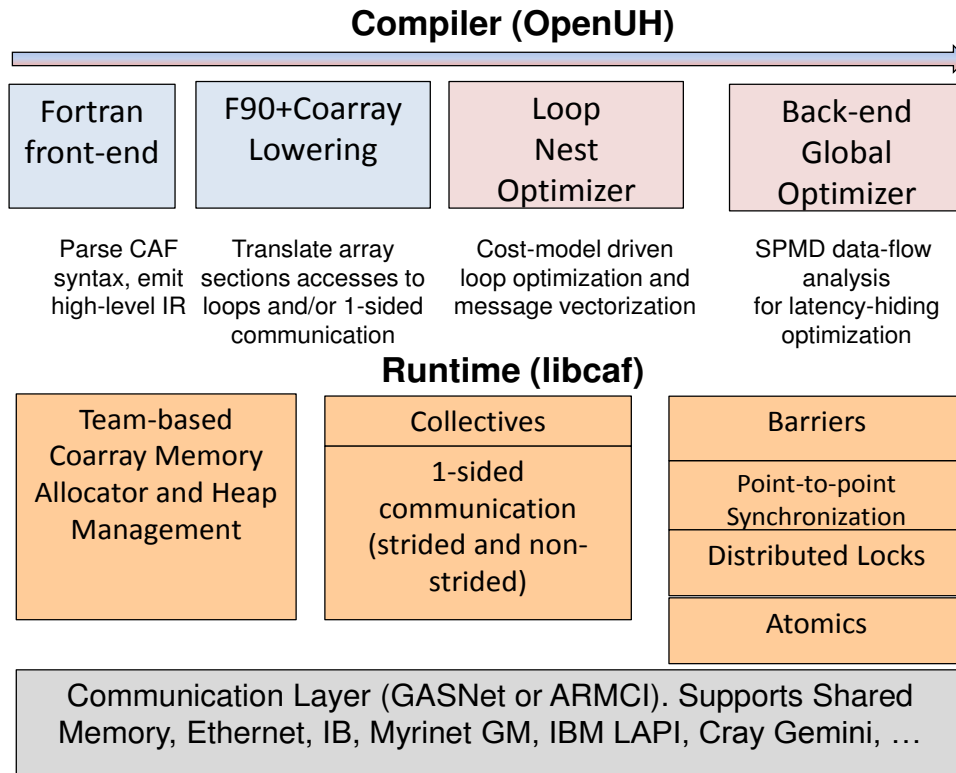 Compiler (OpenUH)
Fortran
front-end
F90+Coarray
Lowering
Loop
Nest
Optimizer
Back-end
Global
Optimizer
Parse CAF
syntax, emit
high-level IR
Translate array
sections accesses to
loops and/or 1-sided
communication
Cost-model driven
loop optimization and
message vectorization
SPMD data-flow
analysis
for latency-hiding
optimization
Runtime (libcaf)
Team-based
Coarray Memory
Allocator and Heap
Management
Collectives
1-sided
communication
(strided and non-
strided)
Barriers
Point-to-point
Synchronization
Distributed Locks
Atomics
Communication Layer (GASNet or ARMCI). Supports Shared
Memory, Ethernet, IB, Myrinet GM, IBM LAPI, Cray Gemini, …